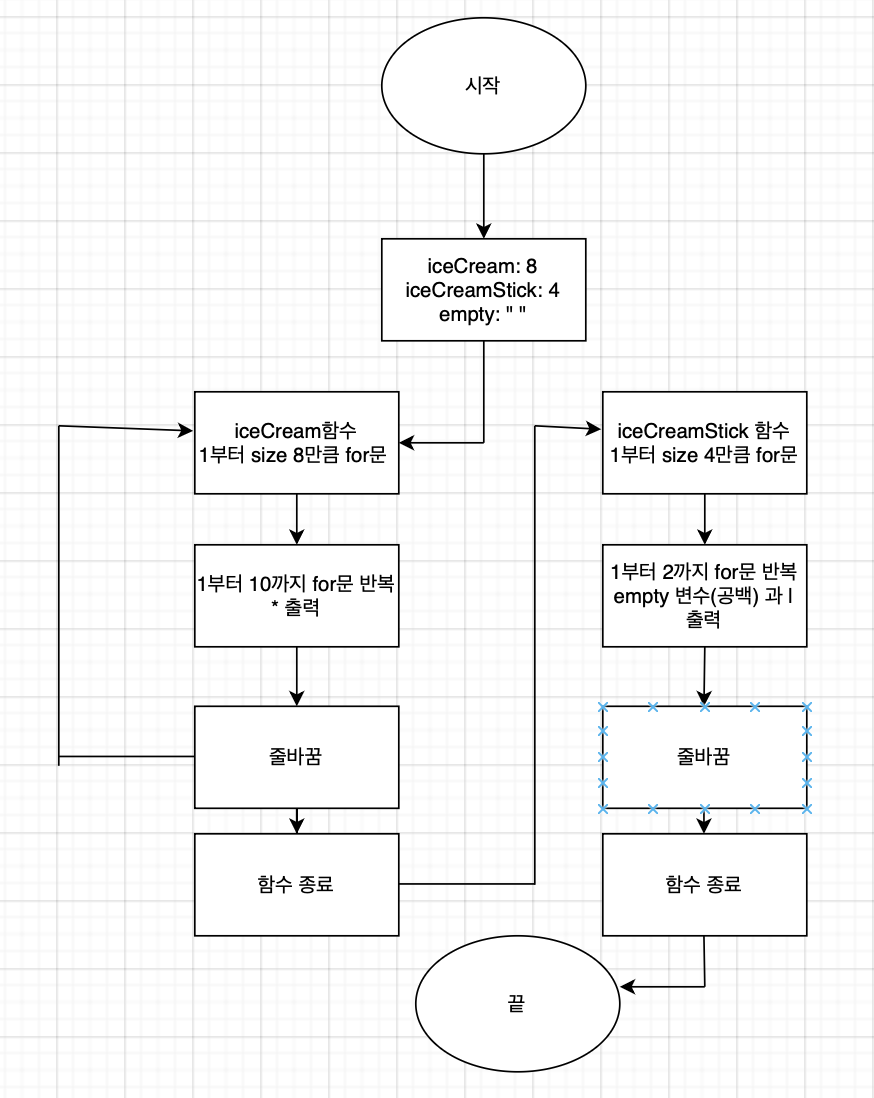 시작
iceCream: 8
iceCreamStick: 4
empty: " "
iceCream함수
1부터 size 8만큼 for문
1부터 10까지 for문 반복
* 출력
줄바꿈
함수 종료
iceCreamStick 함수
1부터 size 4만큼 for문
1부터 2까지 for문 반복
empty 변수(공백) 과 l
출력
줄바꿈
함수 종료
끝